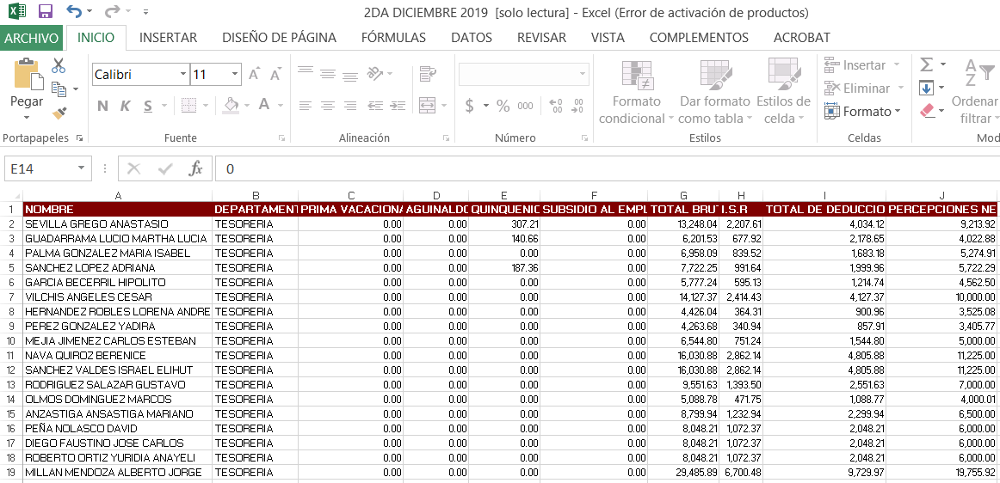 2DA DICIEMBRE 2019 [solo lectura] - Excel (Error de activación de productos)
ARCHIVO INICIO INSERTAR DISEÑO DE PÁGINA FÓRMULAS DATOS REVISAR VISTA COMPLEMENTOS ACROBAT
Pegar
Calibri 11
N K S A
$ % 000
Formato condicional
Dar formato como tabla
Estilos de celda
Insertar
Eliminar
Formato
Ordenar filtrar
Portapapeles Fuente Alineación Número Estilos Celdas Mod
E14 fx 0
A B C D E F G H I J
1 NOMBRE DEPARTAMENT PRIMA VACACIONA AGUINALDO QUINQUENIO SUBSIDIO AL EMPL TOTAL BRUT I.S.R TOTAL DE DEDUCCIO PERCEPCIONES NE
2 SEVILLA GREGO ANASTASIO TESORERIA 0.00 0.00 307.21 0.00 13,248.04 2,207.61 4,034.12 9,213.92
3 GUADARRAMA LUCIO MARTHA LUCIA TESORERIA 0.00 0.00 140.66 0.00 6,201.53 677.92 2,178.65 4,022.88
4 PALMA GONZALEZ MARIA ISABEL TESORERIA 0.00 0.00 0.00 0.00 6,958.09 839.52 1,683.18 5,274.91
5 SANCHEZ LOPEZ ADRIANA TESORERIA 0.00 0.00 187.36 0.00 7,722.25 991.64 1,999.96 5,722.29
6 GARCIA BECERRIL HIPOLITO TESORERIA 0.00 0.00 0.00 0.00 5,777.24 595.13 1,214.74 4,562.50
7 VILCHIS ANGELES CESAR TESORERIA 0.00 0.00 0.00 0.00 14,127.37 2,414.43 4,127.37 10,000.00
8 HERNANDEZ ROBLES LORENA ANDRE TESORERIA 0.00 0.00 0.00 0.00 4,426.04 364.31 900.96 3,525.08
9 PEREZ GONZALEZ YADIRA TESORERIA 0.00 0.00 0.00 0.00 4,263.68 340.94 857.91 3,405.77
10 MEJIA JIMENEZ CARLOS ESTEBAN TESORERIA 0.00 0.00 0.00 0.00 6,544.80 751.24 1,544.80 5,000.00
11 NAVA QUIROZ BERENICE TESORERIA 0.00 0.00 0.00 0.00 16,030.88 2,862.14 4,805.88 11,225.00
12 SANCHEZ VALDES ISRAEL ELIHUT TESORERIA 0.00 0.00 0.00 0.00 16,030.88 2,862.14 4,805.88 11,225.00
13 RODRIGUEZ SALAZAR GUSTAVO TESORERIA 0.00 0.00 0.00 0.00 9,551.63 1,393.50 2,551.63 7,000.00
14 OLMOS DOMINGUEZ MARCOS TESORERIA 0.00 0.00 0.00 0.00 5,088.78 471.75 1,088.77 4,000.01
15 ANZASTIGA ANSASTIGA MARIANO TESORERIA 0.00 0.00 0.00 0.00 8,799.94 1,232.94 2,299.94 6,500.00
16 PEÑA NOLASCO DAVID TESORERIA 0.00 0.00 0.00 0.00 8,048.21 1,072.37 2,048.21 6,000.00
17 DIEGO FAUSTINO JOSE CARLOS TESORERIA 0.00 0.00 0.00 0.00 8,048.21 1,072.37 2,048.21 6,000.00
18 ROBERTO ORTIZ YURIDIA ANAYELI TESORERIA 0.00 0.00 0.00 0.00 8,048.21 1,072.37 2,048.21 6,000.00
19 MILLAN MENDOZA ALBERTO JORGE TESORERIA 0.00 0.00 0.00 0.00 29,485.89 6,700.48 9,729.97 19,755.92